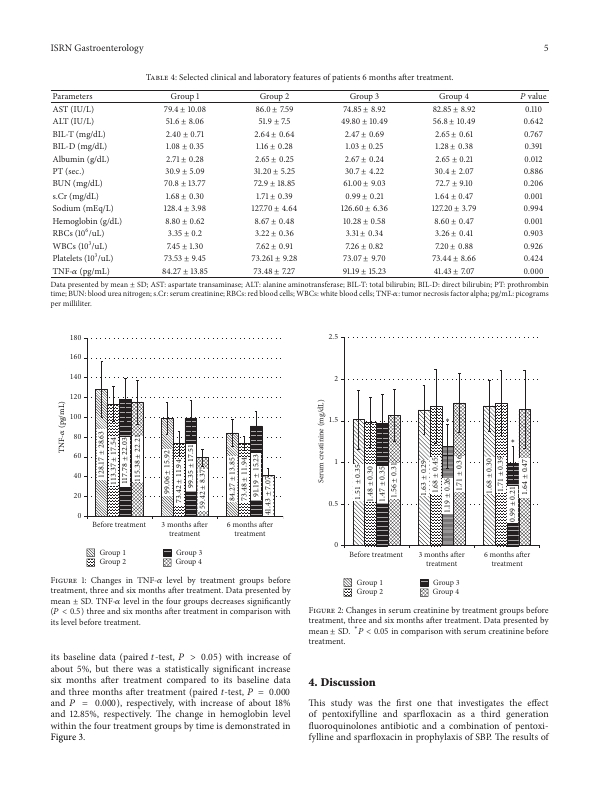 ISRN Gastroenterology 5
Table 4: Selected clinical and laboratory features of patients 6 months after treatment.
Parameters Group 1 Group 2 Group 3 Group 4 P value
AST (IU/L) 79.4 ± 10.08 86.0 ± 7.59 74.85 ± 8.92 82.85 ± 8.92 0.110
ALT (IU/L) 51.6 ± 8.06 51.9 ± 7.5 49.80 ± 10.49 56.8 ± 10.49 0.642
BIL-T (mg/dL) 2.40 ± 0.71 2.64 ± 0.64 2.47 ± 0.69 2.65 ± 0.61 0.767
BIL-D (mg/dL) 1.08 ± 0.35 1.16 ± 0.28 1.03 ± 0.25 1.28 ± 0.38 0.391
Albumin (g/dL) 2.71 ± 0.28 2.65 ± 0.25 2.67 ± 0.24 2.65 ± 0.21 0.012
PT (sec.) 30.9 ± 5.09 31.20 ± 5.25 30.7 ± 4.22 30.4 ± 2.07 0.886
BUN (mg/dL) 70.8 ± 13.77 72.9 ± 18.85 61.00 ± 9.03 72.7 ± 9.10 0.206
s.Cr (mg/dL) 1.68 ± 0.30 1.71 ± 0.39 0.99 ± 0.21 1.64 ± 0.47 0.001
Sodium (mEq/L) 128.4 ± 3.98 127.70 ± 4.64 126.60 ± 6.36 127.20 ± 3.79 0.994
Hemoglobin (g/dL) 8.80 ± 0.62 8.67 ± 0.48 10.28 ± 0.58 8.60 ± 0.47 0.001
RBCs (10⁶/uL) 3.35 ± 0.2 3.22 ± 0.36 3.31 ± 0.34 3.26 ± 0.41 0.903
WBCs (10³/uL) 7.45 ± 1.30 7.62 ± 0.91 7.26 ± 0.82 7.20 ± 0.88 0.926
Platelets (10³/uL) 73.53 ± 9.45 73.261 ± 9.28 73.07 ± 9.70 73.44 ± 8.66 0.424
TNF-α (pg/mL) 84.27 ± 13.85 73.48 ± 7.27 91.19 ± 15.23 41.43 ± 7.07 0.000
Data presented by mean ± SD; AST: aspartate transaminase; ALT: alanine aminotransferase; BIL-T: total bilirubin; BIL-D: direct bilirubin; PT: prothrombin
time; BUN: blood urea nitrogen; s.Cr: serum creatinine; RBCs: red blood cells; WBCs: white blood cells; TNF-α: tumor necrosis factor alpha; pg/mL: picograms
per milliliter.
180
160
140
120
100
80
60
40
20
0
TNF-α (pg/mL)
128.17 ± 28.63
113.37 ± 17.54
117.78 ± 22.03
115.38 ± 22.21
99.06 ± 15.92
73.42 ± 11.94
99.35 ± 17.51
59.42 ± 8.37
84.27 ± 13.85
73.48 ± 11.94
91.19 ± 15.23
41.43 ± 7.07
Before treatment
3 months after
treatment
6 months after
treatment
Group 1
Group 2
Group 3
Group 4
Figure 1: Changes in TNF-α level by treatment groups before
treatment, three and six months after treatment. Data presented by
mean ± SD. TNF-α level in the four groups decreases significantly
(P < 0.5) three and six months after treatment in comparison with
its level before treatment.
its baseline data (paired t-test, P > 0.05) with increase of
about 5%, but there was a statistically significant increase
six months after treatment compared to its baseline data
and three months after treatment (paired t-test, P = 0.000
and P = 0.000), respectively, with increase of about 18%
and 12.85%, respectively. The change in hemoglobin level
within the four treatment groups by time is demonstrated in
Figure 3.
2.5
2
1.5
1
0.5
0
Serum creatinine (mg/dL)
1.51 ± 0.35
1.48 ± 0.30
1.47 ± 0.35
1.56 ± 0.31
1.63 ± 0.29
1.68 ± 0.43
*
1.71 ± 0.35
1.68 ± 0.30
1.71 ± 0.39
0.99 ± 0.21
*
1.64 ± 0.47
Before treatment
3 months after
treatment
6 months after
treatment
Group 1
Group 2
Group 3
Group 4
Figure 2: Changes in serum creatinine by treatment groups before
treatment, three and six months after treatment. Data presented by
mean ± SD. *P < 0.05 in comparison with serum creatinine before
treatment.
4. Discussion
This study was the first one that investigates the effect
of pentoxifylline and sparfloxacin as a third generation
fluoroquinolones antibiotic and a combination of pentoxi-
fylline and sparfloxacin in prophylaxis of SBP. The results of